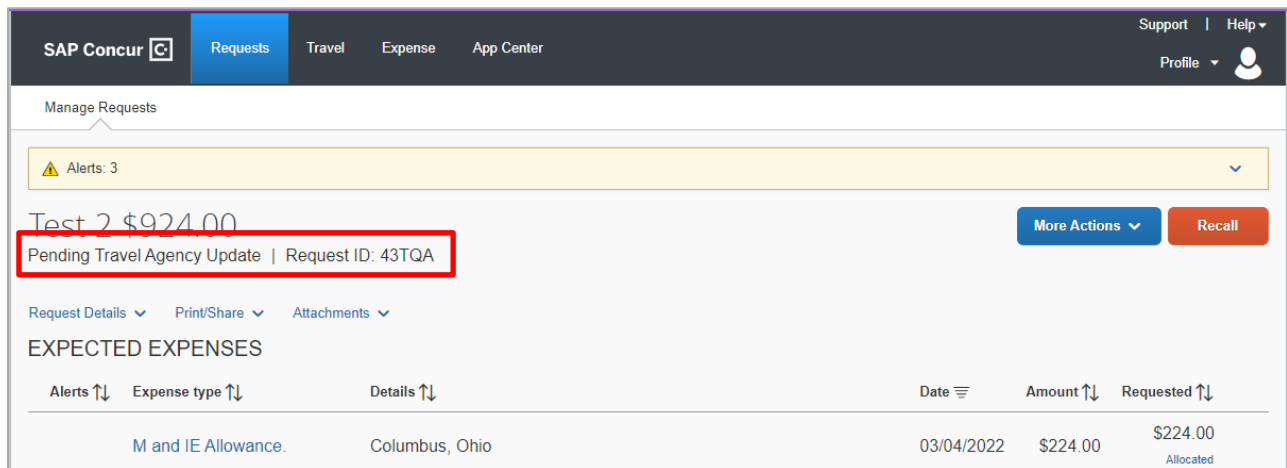 Support | Help
SAP Concur C Requests Travel Expense App Center
Profile
Manage Requests
Alerts: 3
Test 2 $924.00
More Actions Recall
Pending Travel Agency Update | Request ID: 43TQA
Request Details Print/Share Attachments
EXPECTED EXPENSES
Alerts Expense type Details Date Amount Requested
M and IE Allowance. Columbus, Ohio 03/04/2022 $224.00 $224.00
Allocated